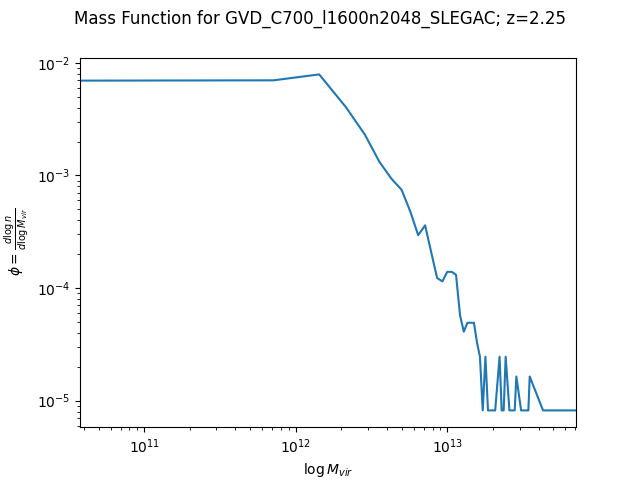 Mass Function for GVD_C700_l1600n2048_SLEGAC; z=2.25
10⁻²
10⁻³
10⁻⁴
10⁻⁵
ϕ = d log n / d log M_vir
10¹¹ 10¹² 10¹³
log M_vir